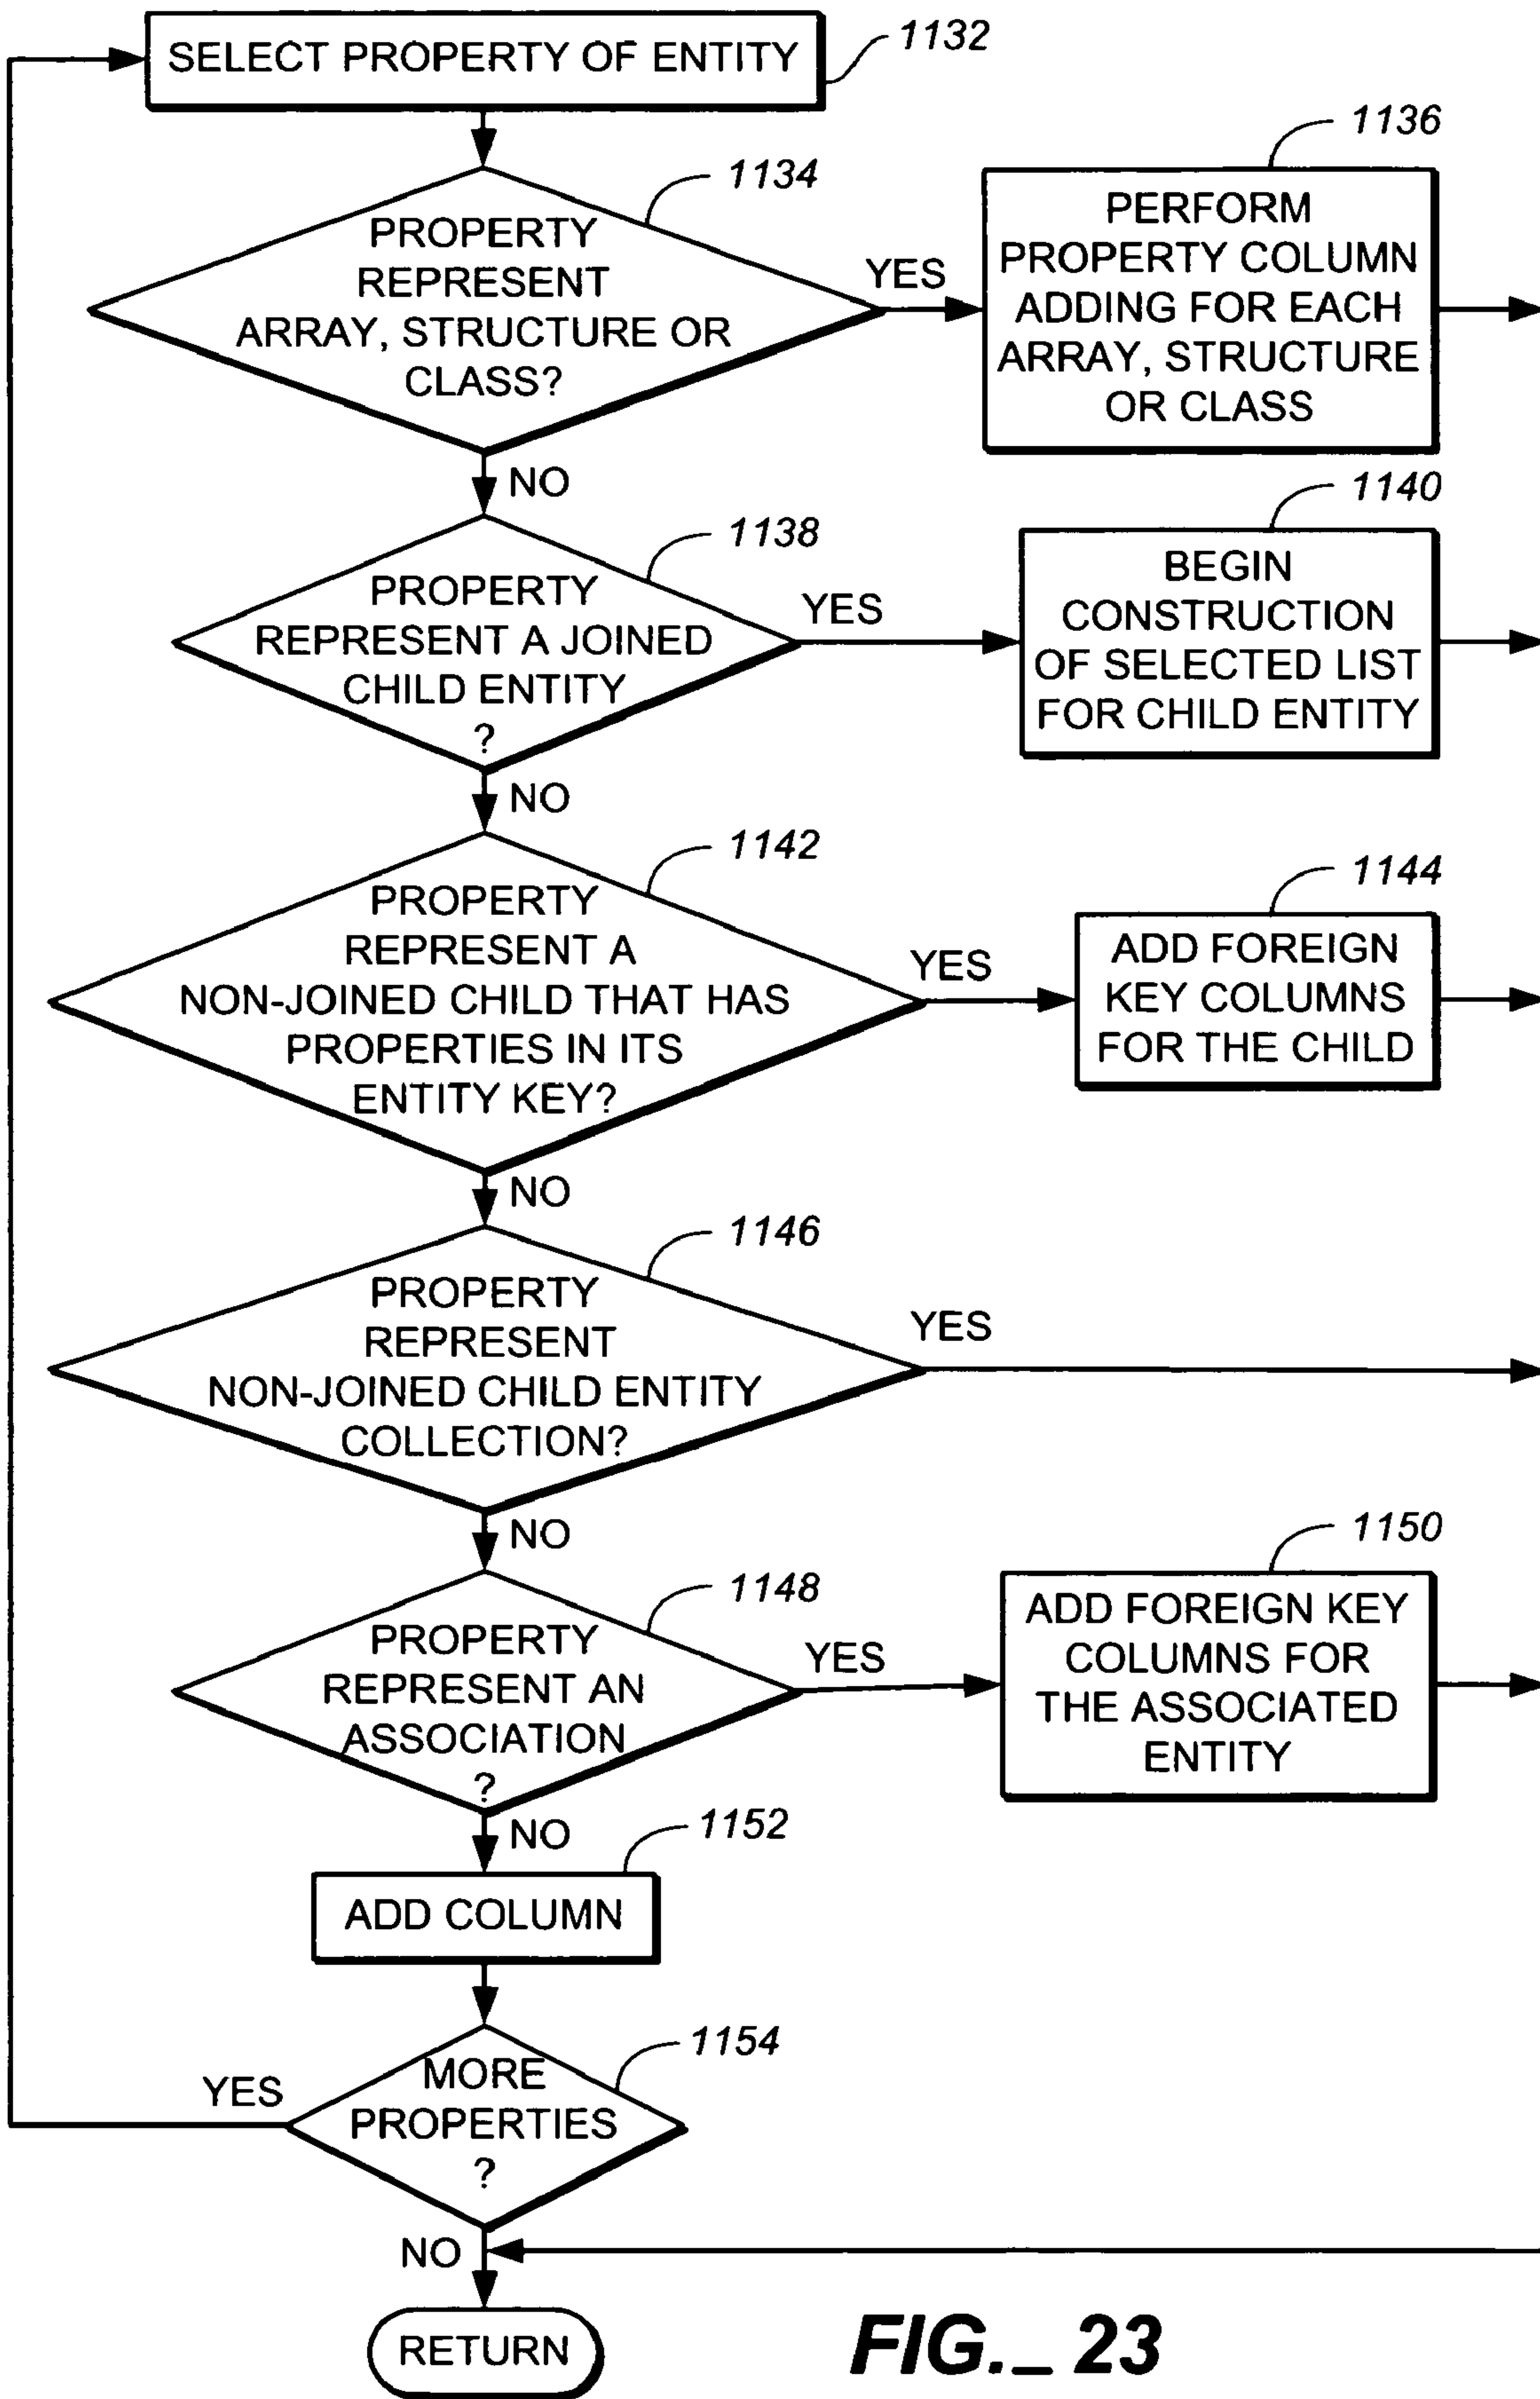 SELECT PROPERTY OF ENTITY
1132
1134
PROPERTY
REPRESENT
ARRAY, STRUCTURE OR
CLASS?
YES
1136
PERFORM
PROPERTY COLUMN
ADDING FOR EACH
ARRAY, STRUCTURE
OR CLASS
NO
1138
PROPERTY
REPRESENT A JOINED
CHILD ENTITY
?
YES
1140
BEGIN
CONSTRUCTION
OF SELECTED LIST
FOR CHILD ENTITY
NO
1142
PROPERTY
REPRESENT A
NON-JOINED CHILD THAT HAS
PROPERTIES IN ITS
ENTITY KEY?
YES
1144
ADD FOREIGN
KEY COLUMNS
FOR THE CHILD
NO
1146
PROPERTY
REPRESENT
NON-JOINED CHILD ENTITY
COLLECTION?
YES
NO
1148
PROPERTY
REPRESENT AN
ASSOCIATION
?
YES
1150
ADD FOREIGN KEY
COLUMNS FOR
THE ASSOCIATED
ENTITY
NO
1152
ADD COLUMN
1154
MORE
PROPERTIES
?
YES
NO
RETURN
FIG._ 23